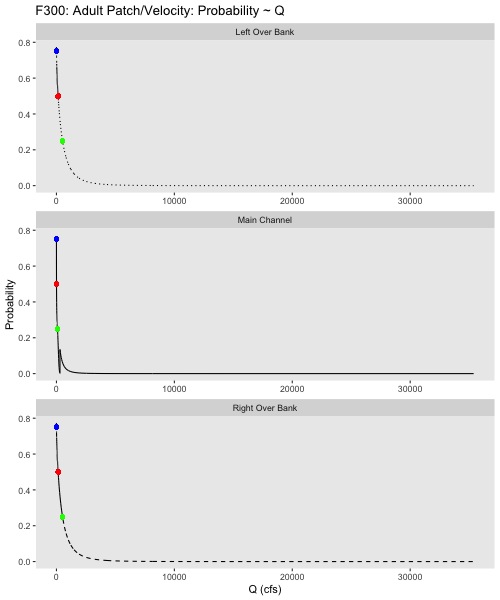 F300: Adult Patch/Velocity: Probability ~ Q
Left Over Bank
0.8
0.6
0.4
0.2
0.0
0 10000 20000 30000
Main Channel
0.8
0.6
0.4
0.2
0.0
0 10000 20000 30000
Probability
Right Over Bank
0.8
0.6
0.4
0.2
0.0
0 10000 20000 30000
Q (cfs)